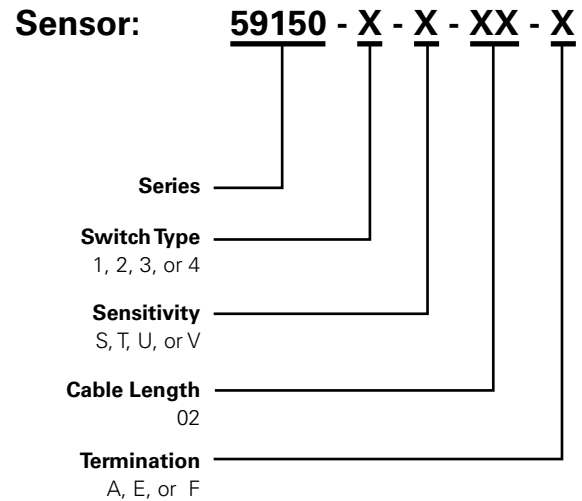 Sensor: 59150 - X - X - XX - X
Series
Switch Type
1, 2, 3, or 4
Sensitivity
S, T, U, or V
Cable Length
02
Termination
A, E, or F